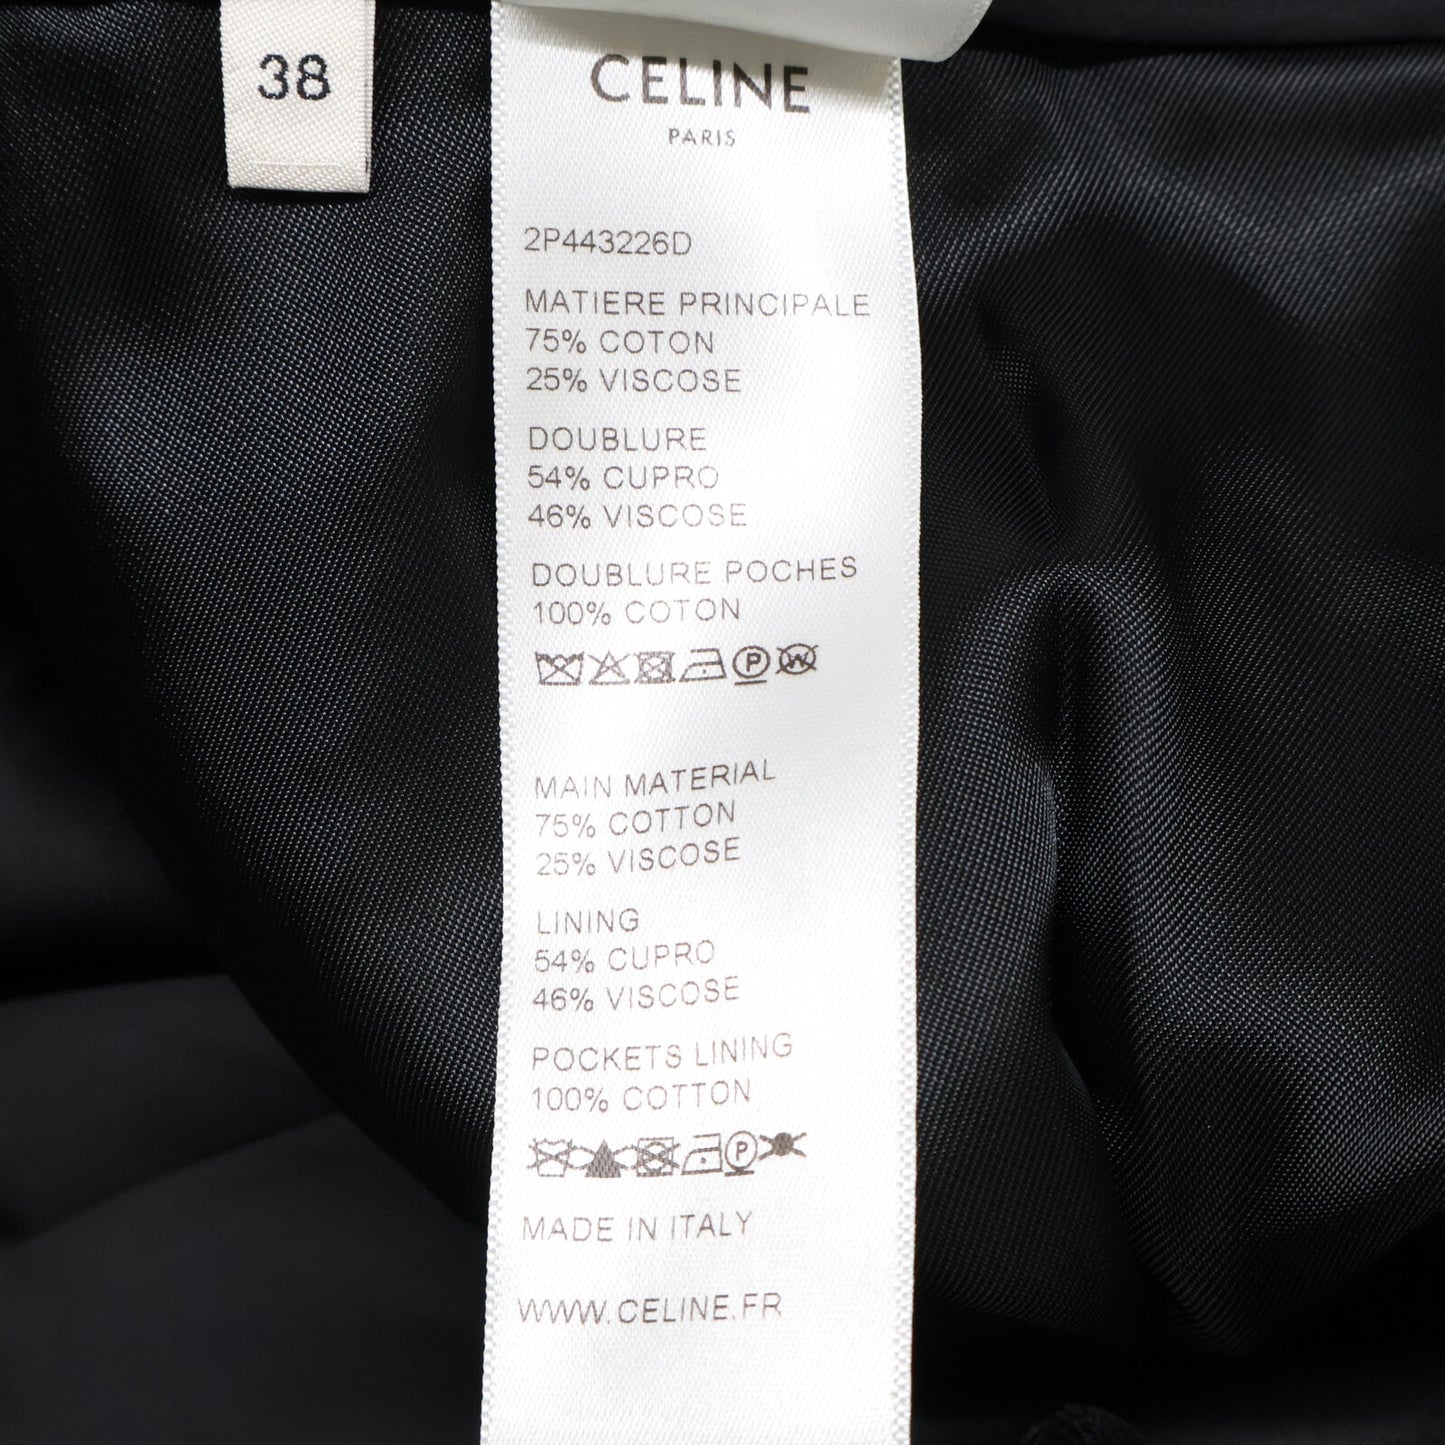 38
CELINE
PARIS
2P443226D
MATIERE PRINCIPALE
75% COTON
25% VISCOSE
DOUBLURE
54% CUPRO
46% VISCOSE
DOUBLURE POCHES
100% COTON
P W
MAIN MATERIAL
75% COTTON
25% VISCOSE
LINING
54% CUPRO
46% VISCOSE
POCKETS LINING
100% COTTON
P
MADE IN ITALY
WWW.CELINE.FR